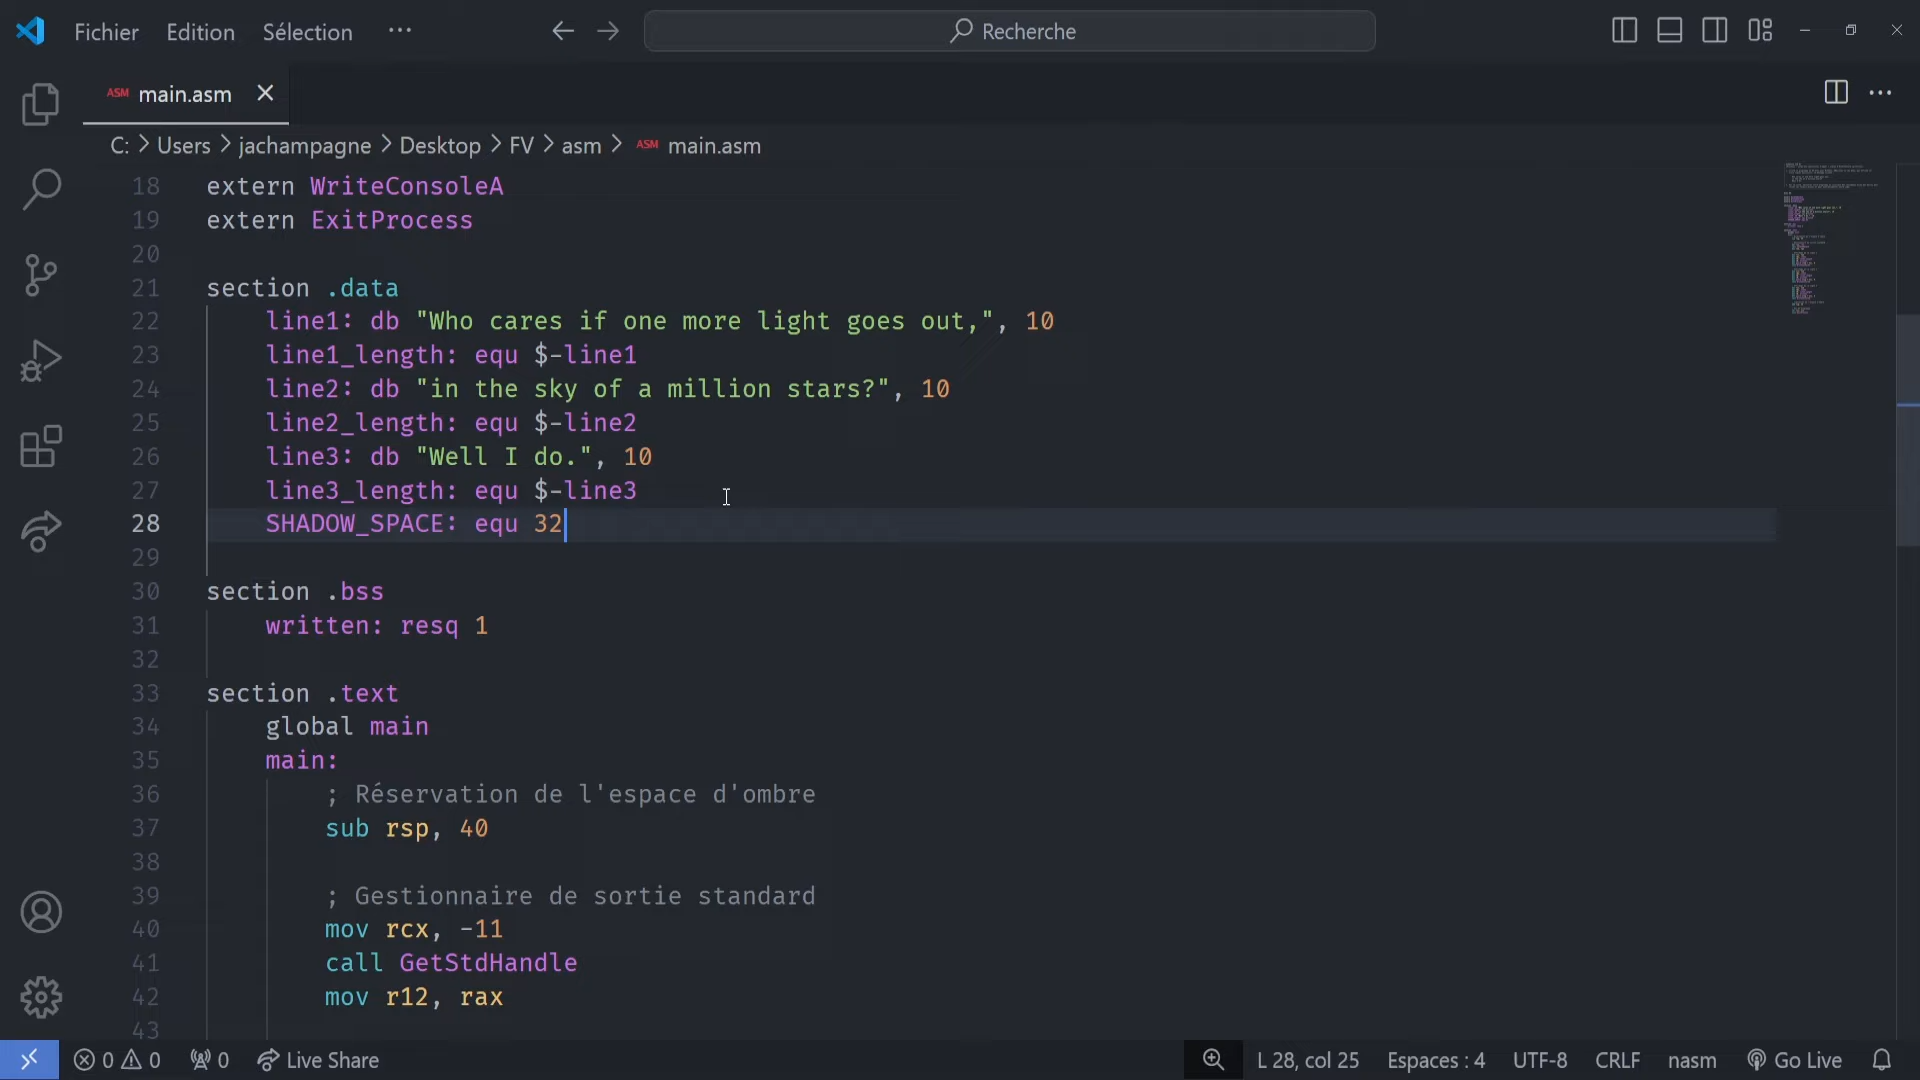 Fichier Edition Sélection ··· Recherche
ASM main.asm
C: > Users > jachampagne > Desktop > FV > asm > ASM main.asm
18 extern WriteConsoleA
19 extern ExitProcess
20
21 section .data
22 line1: db "Who cares if one more light goes out,", 10
23 line1_length: equ $-line1
24 line2: db "in the sky of a million stars?", 10
25 line2_length: equ $-line2
26 line3: db "Well I do.", 10
27 line3_length: equ $-line3
28 SHADOW_SPACE: equ 32
29
30 section .bss
31 written: resq 1
32
33 section .text
34 global main
35 main:
36 ; Réservation de l'espace d'ombre
37 sub rsp, 40
38
39 ; Gestionnaire de sortie standard
40 mov rcx, -11
41 call GetStdHandle
42 mov r12, rax
43
0 0 0 Live Share L 28, col 25 Espaces : 4 UTF-8 CRLF nasm Go Live